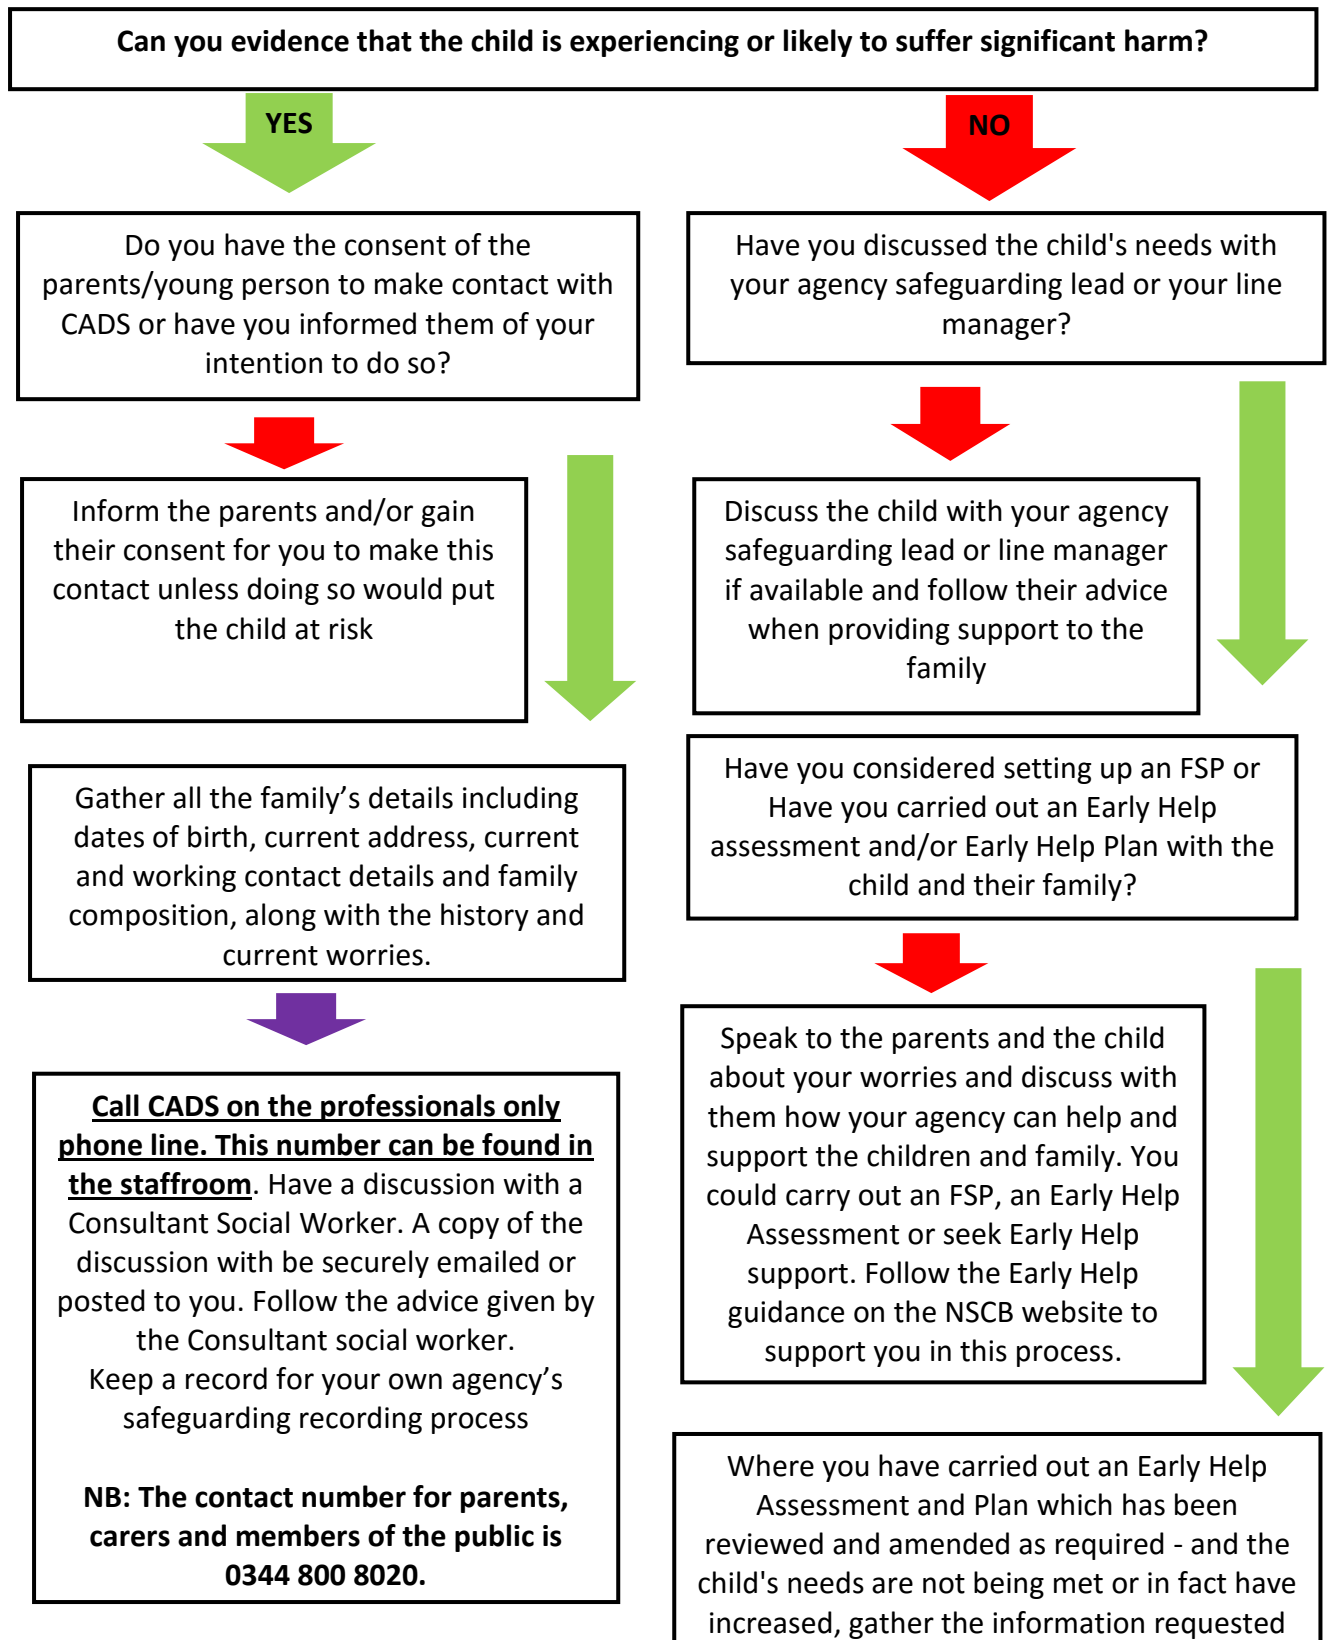 Can you evidence that the child is experiencing or likely to suffer significant harm?
YES
NO
Do you have the consent of the
parents/young person to make contact with
CADS or have you informed them of your
intention to do so?
Have you discussed the child's needs with
your agency safeguarding lead or your line
manager?
Inform the parents and/or gain
their consent for you to make this
contact unless doing so would put
the child at risk
Discuss the child with your agency
safeguarding lead or line manager
if available and follow their advice
when providing support to the
family
Gather all the family’s details including
dates of birth, current address, current
and working contact details and family
composition, along with the history and
current worries.
Have you considered setting up an FSP or
Have you carried out an Early Help
assessment and/or Early Help Plan with the
child and their family?
Call CADS on the professionals only
phone line. This number can be found in
the staffroom. Have a discussion with a
Consultant Social Worker. A copy of the
discussion with be securely emailed or
posted to you. Follow the advice given by
the Consultant social worker.
Keep a record for your own agency’s
safeguarding recording process
NB: The contact number for parents,
carers and members of the public is
0344 800 8020.
Speak to the parents and the child
about your worries and discuss with
them how your agency can help and
support the children and family. You
could carry out an FSP, an Early Help
Assessment or seek Early Help
support. Follow the Early Help
guidance on the NSCB website to
support you in this process.
Where you have carried out an Early Help
Assessment and Plan which has been
reviewed and amended as required - and the
child's needs are not being met or in fact have
increased, gather the information requested